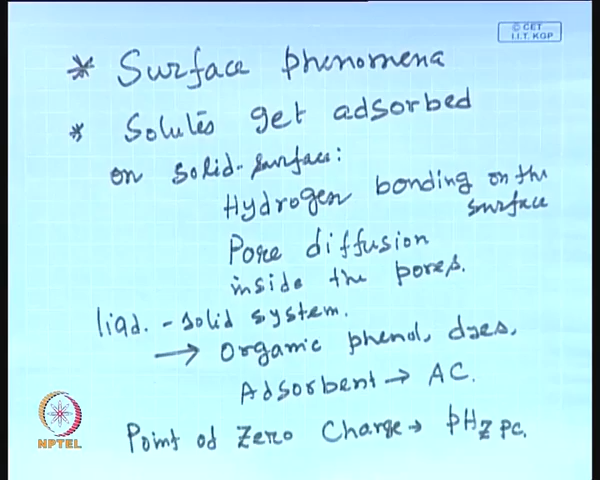 © CET
I.I.T. KGP
* Surface phenomena
* Solutes get adsorbed
on solid-surface:
Hydrogen bonding on the
surface
Pore diffusion
inside the pores.
liqd. - solid system.
→ Organic phenol, dyes,
Adsorbent → AC.
Point od Zero Charge → pHZPC.
NPTEL